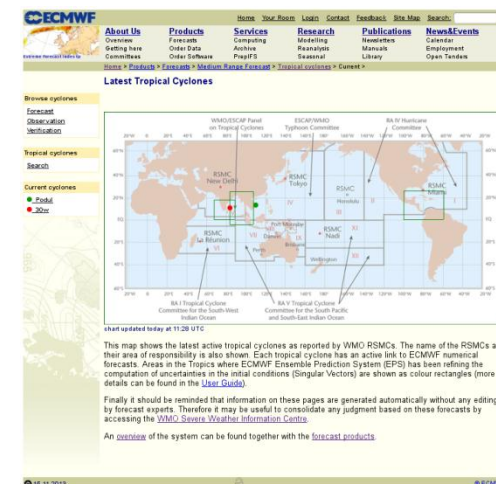 ECMWF
Home Your Room Login Contact Feedback Site Map Search:
About Us Products Services Research Publications News&Events
Overview Forecasts Computing Modelling Newsletters Calendar
Getting here Order Data Archive Reanalysis Manuals Employment
Committees Order Software PrepIFS Seasonal Library Open Tenders
Home > Products > Forecasts > Medium Range Forecast > Tropical cyclones > Current >
Latest Tropical Cyclones
Browse cyclones
Forecast
Observation
Verification
Tropical cyclones
Search
Current cyclones
Podul
30w
WMO/ESCAP Panel
on Tropical Cyclones
ESCAP/WMO
Typhoon Committee
RA IV Hurricane
Committee
RSMC
New Delhi
RSMC
Tokyo
RSMC
Honolulu
RSMC
Miami
RSMC
La Réunion
RSMC
Nadi
Port Moresby
Darwin
Brisbane
Perth
Wellington
RA I Tropical Cyclone
Committee for the South-West
Indian Ocean
RA V Tropical Cyclone
Committee for the South Pacific
and South-East Indian Ocean
chart updated today at 11:28 UTC
This map shows the latest active tropical cyclones as reported by WMO RSMCs. The name of the RSMCs a
their area of responsibility is also shown. Each tropical cyclone has an active link to ECMWF numerical
forecasts. Areas in the Tropics where ECMWF Ensemble Prediction System (EPS) has been refining the
computation of uncertainties in the initial conditions (Singular Vectors) are shown as colour rectangles (more
details can be found in the User Guide).
Finally it should be reminded that information on these pages are generated automatically without any editing
by forecast experts. Therefore it may be useful to consolidate any judgment based on these forecasts by
accessing the WMO Severe Weather Information Centre.
An overview of the system can be found together with the forecast products.